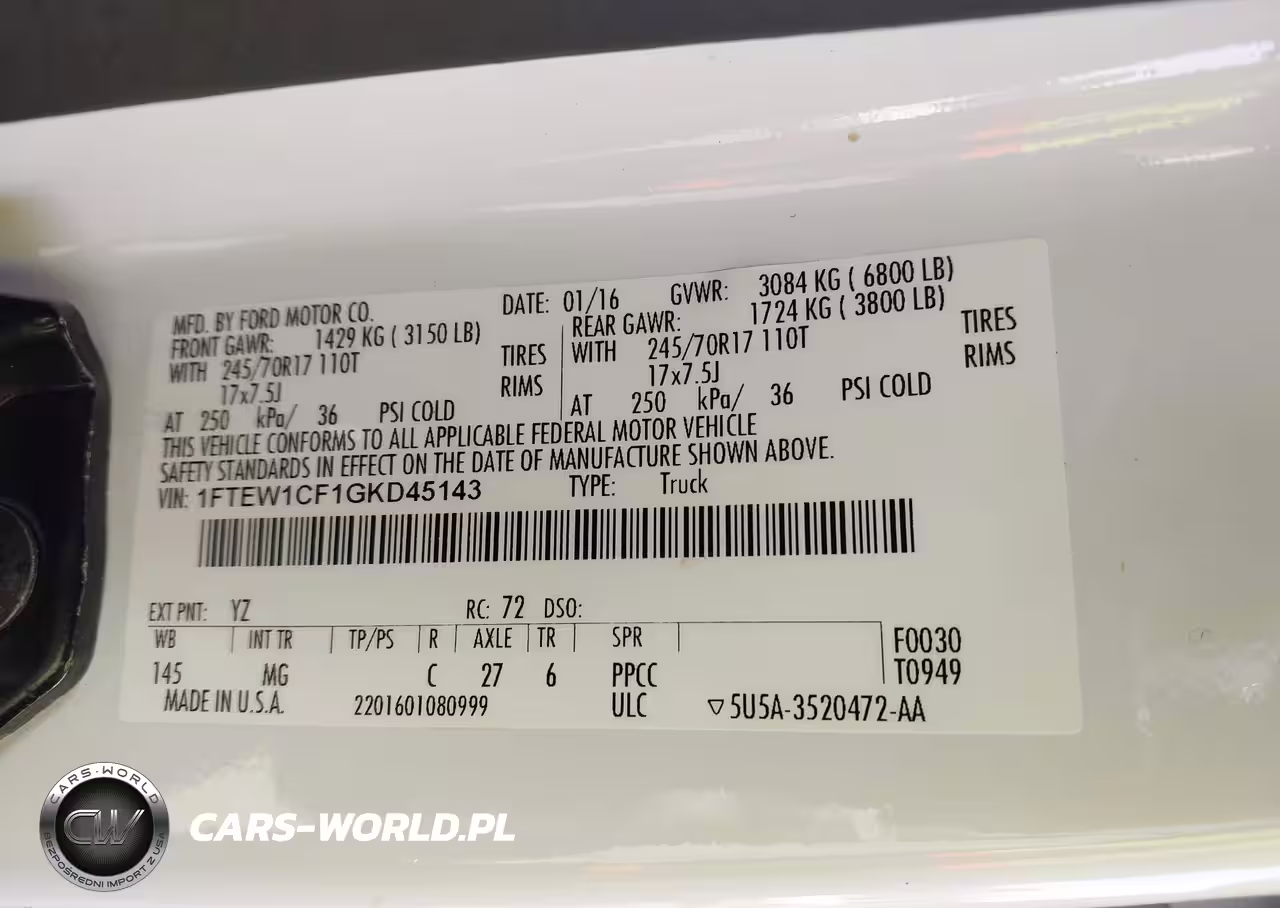 MFD. BY FORD MOTOR CO. DATE: 01/16 GVWR: 3084 KG ( 6800 LB)
FRONT GAWR: 1429 KG ( 3150 LB) REAR GAWR: 1724 KG ( 3800 LB)
WITH 245/70R17 110T TIRES WITH 245/70R17 110T TIRES
17x7.5J RIMS 17x7.5J RIMS
AT 250 kPa/ 36 PSI COLD AT 250 kPa/ 36 PSI COLD
THIS VEHICLE CONFORMS TO ALL APPLICABLE FEDERAL MOTOR VEHICLE
SAFETY STANDARDS IN EFFECT ON THE DATE OF MANUFACTURE SHOWN ABOVE.
VIN: 1FTEW1CF1GKD45143 TYPE: Truck
EXT PNT: YZ RC: 72 DSO:
WB INT TR TP/PS R AXLE TR SPR F0030
145 MG C 27 6 PPCC T0949
MADE IN U.S.A. 2201601080999 ULC ▽5U5A-3520472-AA
CARS-WORLD
CW
BEZPOŚREDNI IMPORT Z USA
CARS-WORLD.PL